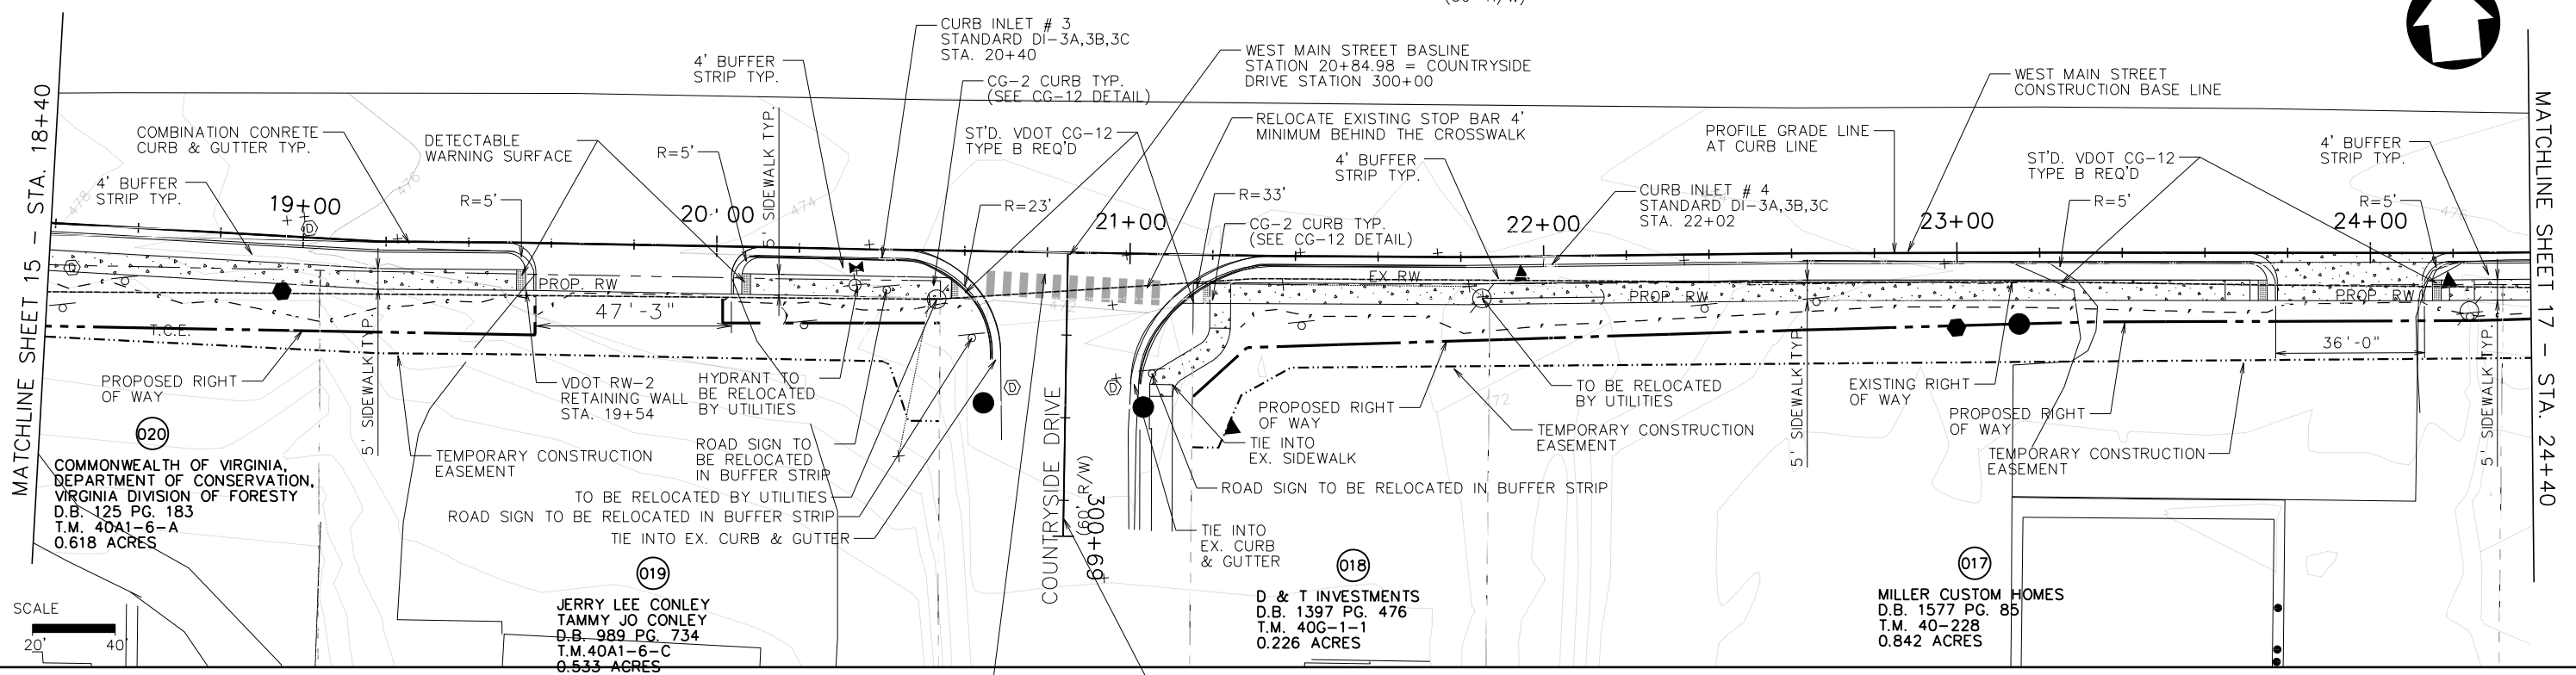 CURB INLET # 3
STANDARD DI-3A,3B,3C
STA. 20+40
4' BUFFER
STRIP TYP.
CG-2 CURB TYP.
(SEE CG-12 DETAIL)
WEST MAIN STREET BASLINE
STATION 20+84.98 = COUNTRYSIDE
DRIVE STATION 300+00
WEST MAIN STREET
CONSTRUCTION BASE LINE
MATCHLINE SHEET 15 - STA. 18+40
COMBINATION CONRETE
CURB & GUTTER TYP.
DETECTABLE
WARNING SURFACE
R=5'
5' SIDEWALK TYP.
ST'D. VDOT CG-12
TYPE B REQ'D
RELOCATE EXISTING STOP BAR 4'
MINIMUM BEHIND THE CROSSWALK
PROFILE GRADE LINE
AT CURB LINE
4' BUFFER
STRIP TYP.
ST'D. VDOT CG-12
TYPE B REQ'D
4' BUFFER
STRIP TYP.
MATCHLINE SHEET 17 - STA. 24+40
4' BUFFER
STRIP TYP.
478
476
474
19+00
R=5'
20+00
R=23'
21+00
R=33'
CG-2 CURB TYP.
(SEE CG-12 DETAIL)
22+00
CURB INLET # 4
STANDARD DI-3A,3B,3C
STA. 22+02
23+00
R=5'
24+00
R=5'
D
D
PROP. RW
EX RW
PROP RW
PROP RW
T.C.E.
47'-3"
36'-0"
5' SIDEWALK TYP.
5' SIDEWALK TYP.
5' SIDEWALK TYP.
PROPOSED RIGHT
OF WAY
VDOT RW-2
RETAINING WALL
STA. 19+54
HYDRANT TO
BE RELOCATED
BY UTILITIES
D
D
472
72
PROPOSED RIGHT
OF WAY
TO BE RELOCATED
BY UTILITIES
EXISTING RIGHT
OF WAY
PROPOSED RIGHT
OF WAY
020
COMMONWEALTH OF VIRGINIA,
DEPARTMENT OF CONSERVATION,
VIRGINIA DIVISION OF FORESTY
D.B. 125 PG. 183
T.M. 40A1-6-A
0.618 ACRES
TEMPORARY CONSTRUCTION
EASEMENT
ROAD SIGN TO
BE RELOCATED
IN BUFFER STRIP
TO BE RELOCATED BY UTILITIES
ROAD SIGN TO BE RELOCATED IN BUFFER STRIP
TIE INTO EX. CURB & GUTTER
COUNTRYSIDE DRIVE
(60' R/W)
300+69
TIE INTO
EX. SIDEWALK
ROAD SIGN TO BE RELOCATED IN BUFFER STRIP
TIE INTO
EX. CURB
& GUTTER
TEMPORARY CONSTRUCTION
EASEMENT
TEMPORARY CONSTRUCTION
EASEMENT
019
JERRY LEE CONLEY
TAMMY JO CONLEY
D.B. 989 PG. 734
T.M.40A1-6-C
0.533 ACRES
018
D & T INVESTMENTS
D.B. 1397 PG. 476
T.M. 40G-1-1
0.226 ACRES
017
MILLER CUSTOM HOMES
D.B. 1577 PG. 85
T.M. 40-228
0.842 ACRES
SCALE
20' 40'